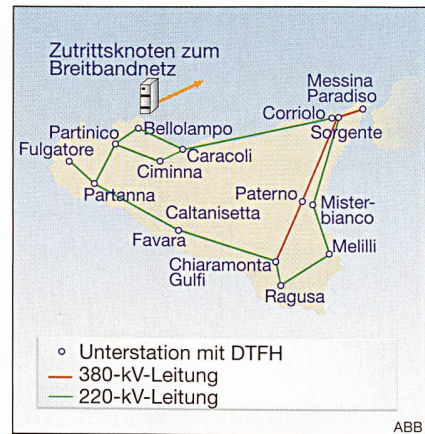 Zutrittsknoten zum
Breitbandnetz
Messina
Paradiso
Corriolo
Sorgente
Partinico
Bellolampo
Fulgatore
Caracoli
Ciminna
Partanna
Paterno
Mister-
bianco
Caltanisetta
Favara
Melilli
Chiaramonta
Gulfi
Ragusa
Unterstation mit DTFH
380-kV-Leitung
220-kV-Leitung
ABB